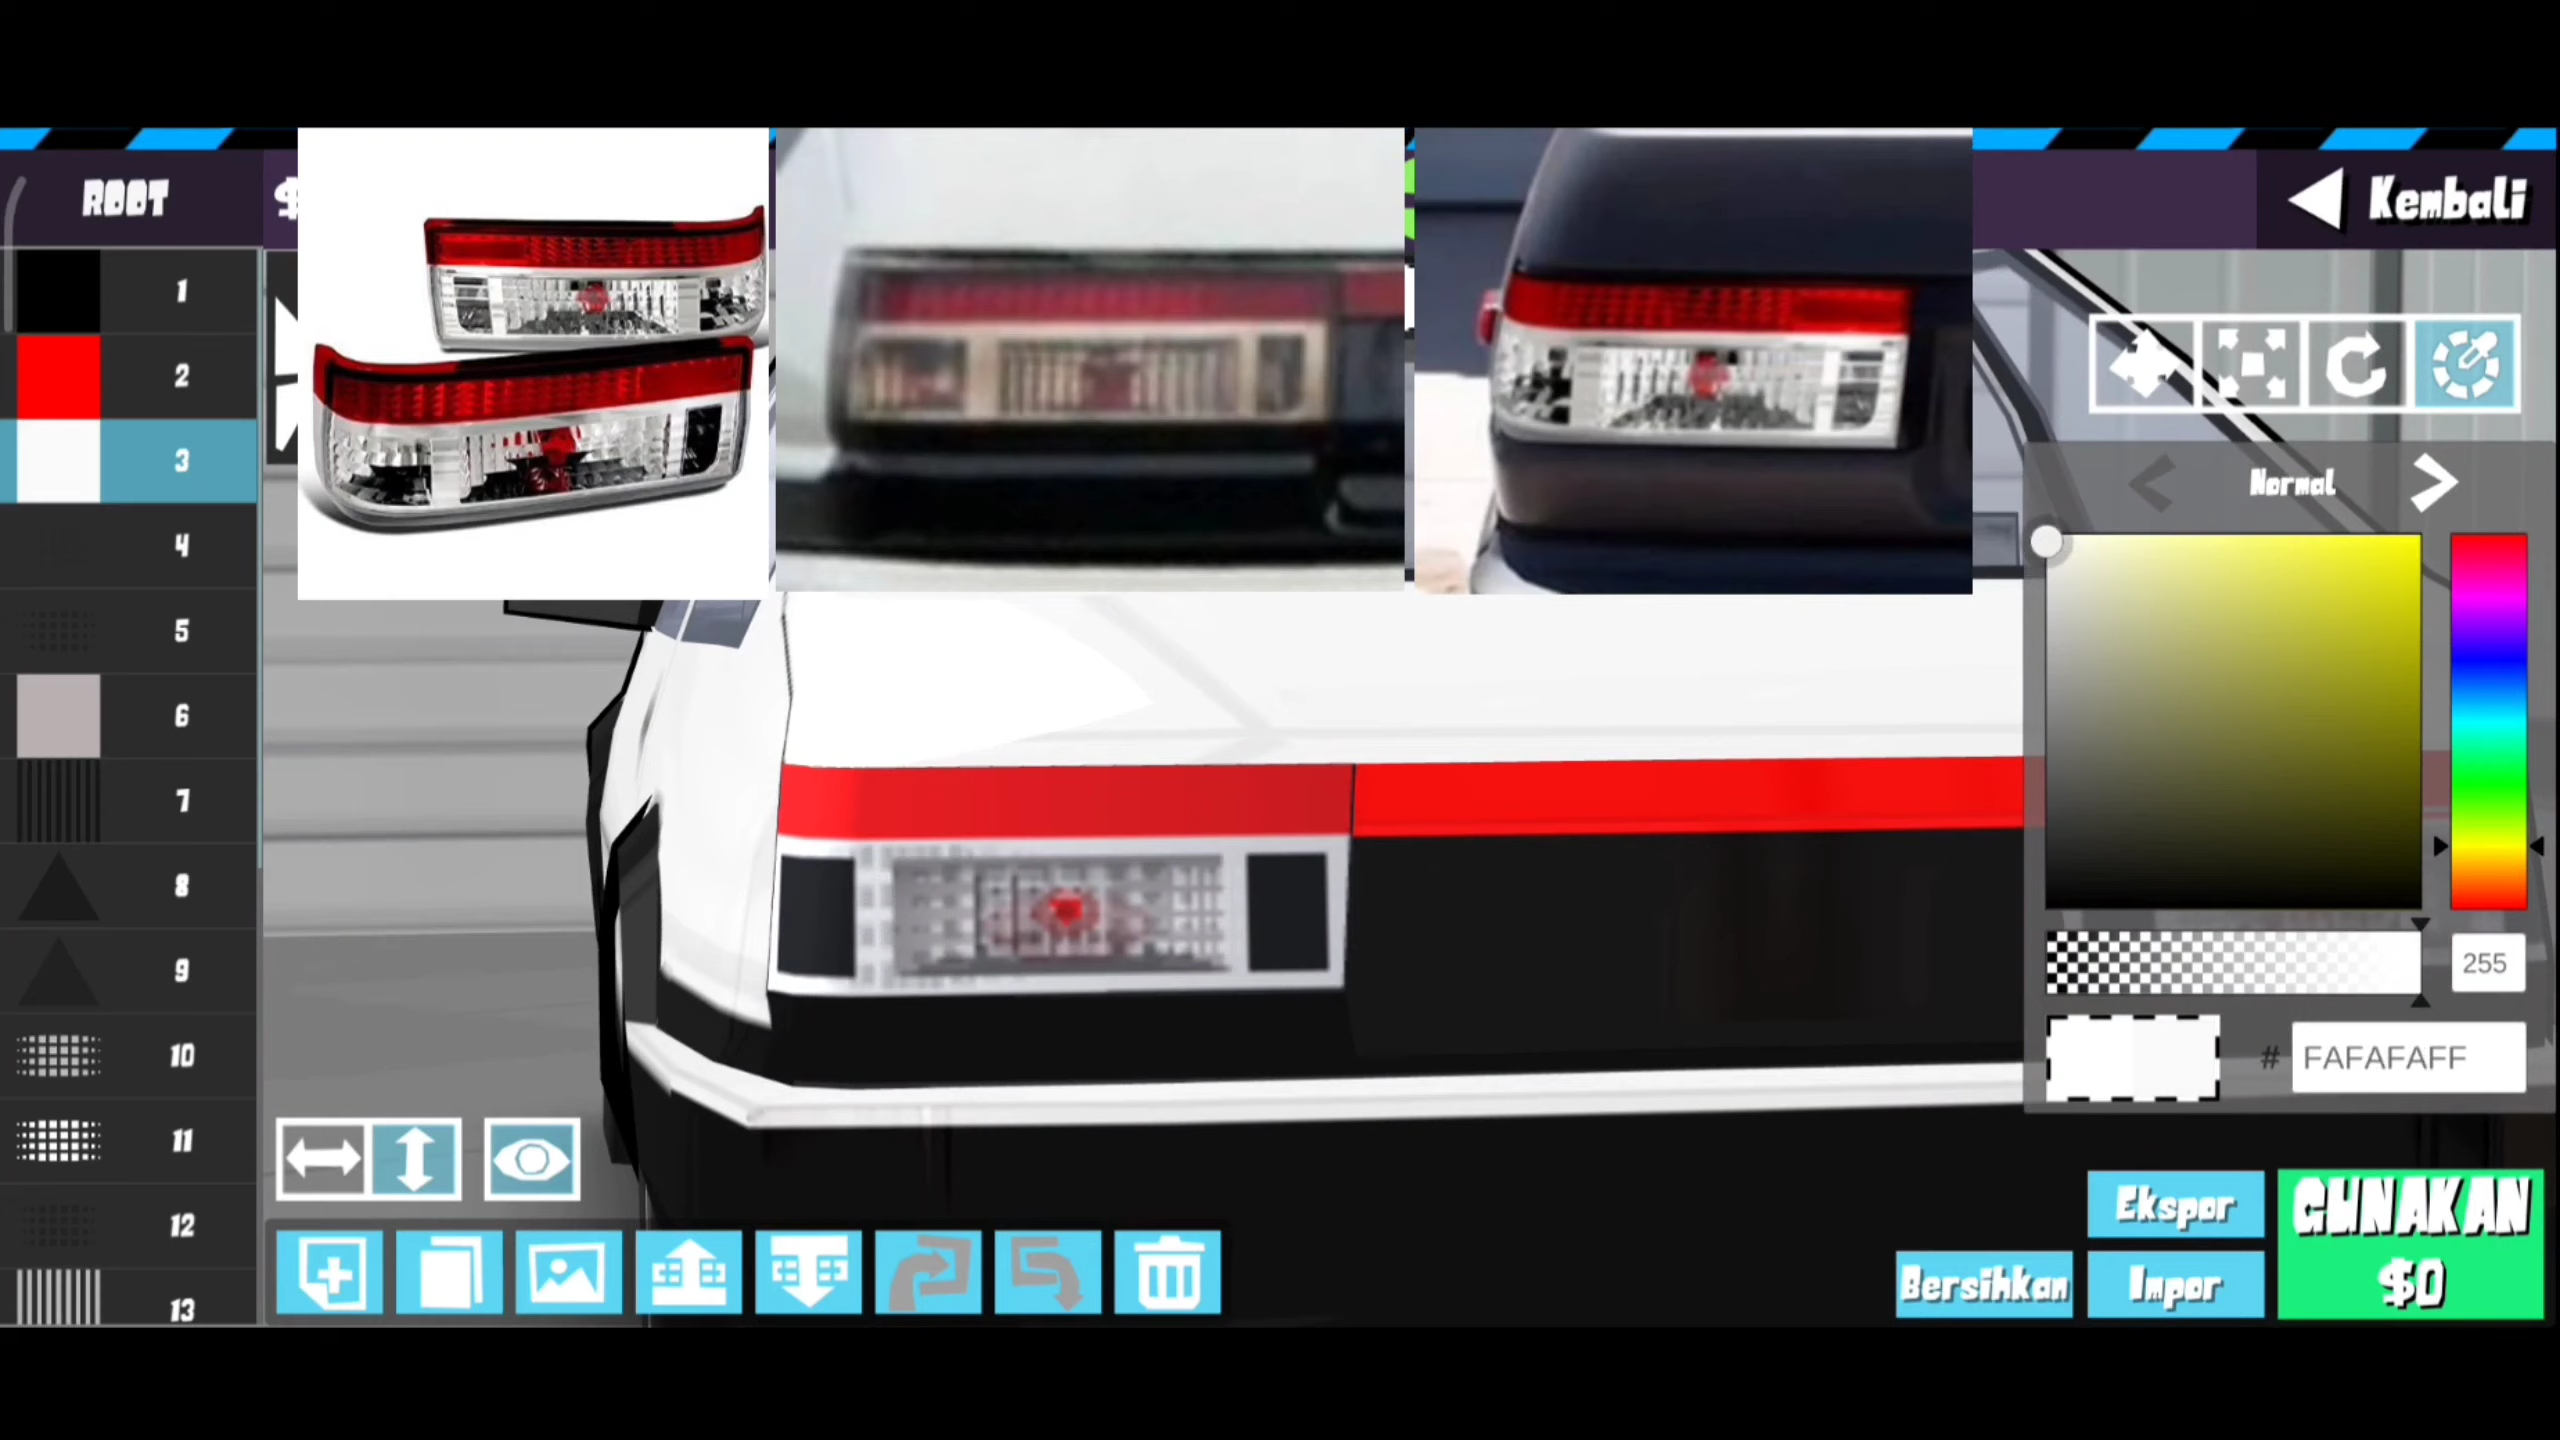 ROOT
$
Kembali
1
2
3
4
5
6
7
8
9
10
11
12
13
Normal
255
# FAFAFAFF
Ekspor
Bersihkan
Impor
GUNAKAN
$0